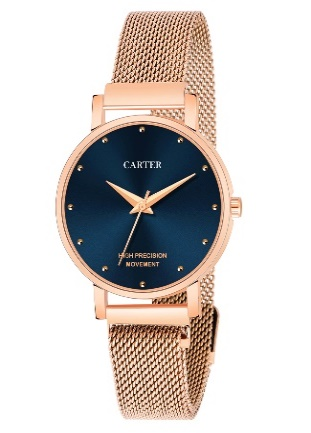 CARTER
HIGH PRECISION
MOVEMENT